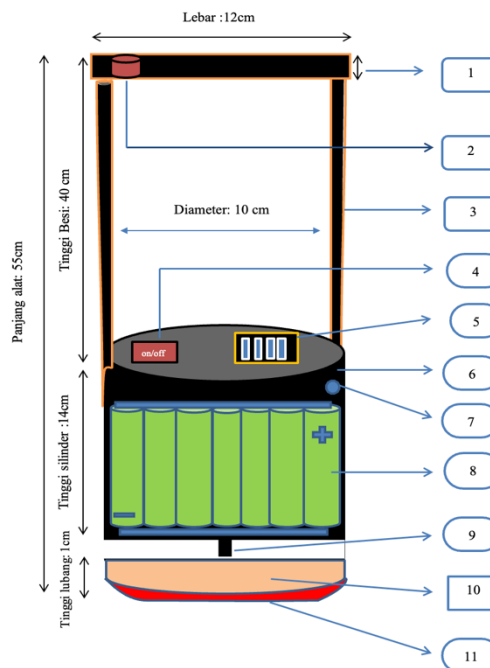 Lebar :12cm
1
2
Tinggi Besi: 40 cm
3
Diameter: 10 cm
Panjang alat: 55cm
4
5
on/off
6
7
Tinggi silinder :14cm
8
9
Tinggi lubang: 1cm
10
11